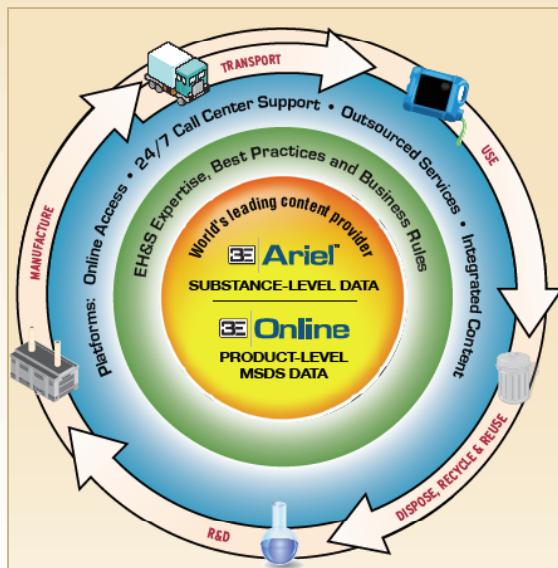 TRANSPORT
USE
DISPOSE, RECYCLE & REUSE
R&D
MANUFACTURE
Platforms: Online Access • 24/7 Call Center Support • Outsourced Services • Integrated Content
EH&S Expertise, Best Practices and Business Rules
World's leading content provider
3E Ariel™
SUBSTANCE-LEVEL DATA
3E Online
PRODUCT-LEVEL
MSDS DATA